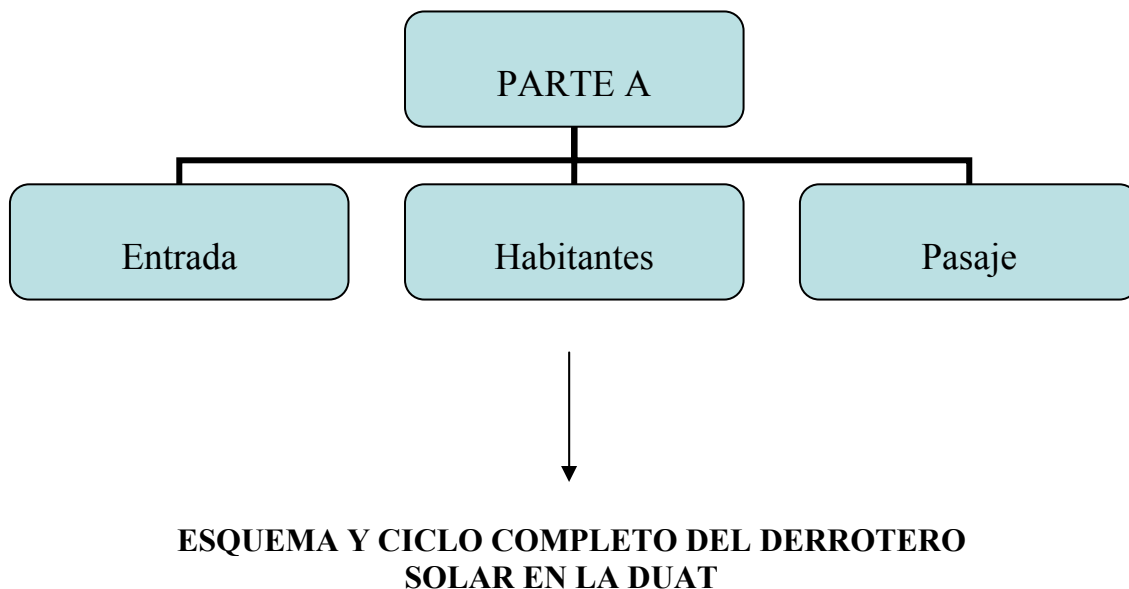 PARTE A
Entrada
Habitantes
Pasaje
ESQUEMA Y CICLO COMPLETO DEL DERROTERO
SOLAR EN LA DUAT